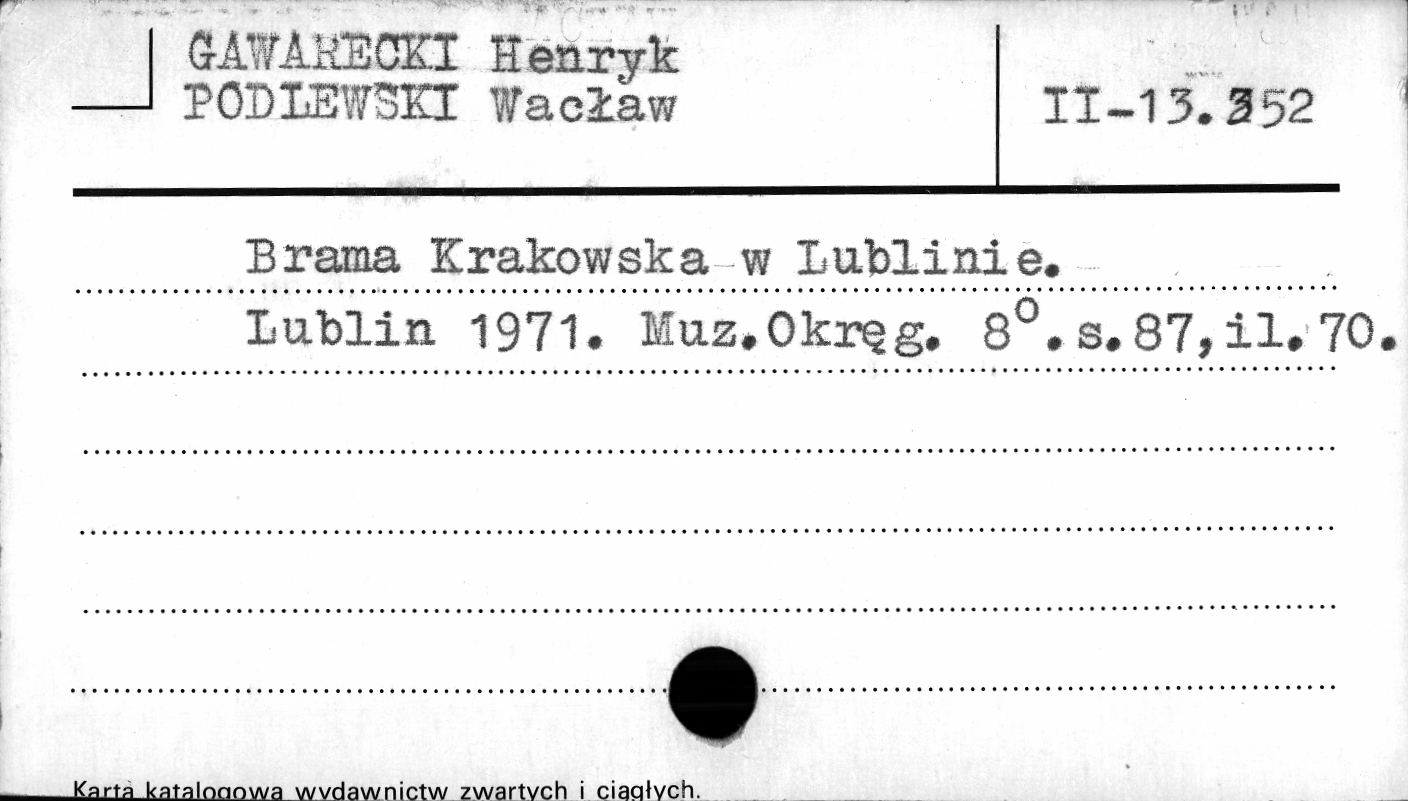 GAWARECKI Henryk
PODLEWSKI Wacław
II-13.352
Brama Krakowska w Lublinie.
Lublin 1971. Muz.Okręg. 8º.s.87,il.70.
Karta katalogowa wydawnictw zwartych i ciągłych.